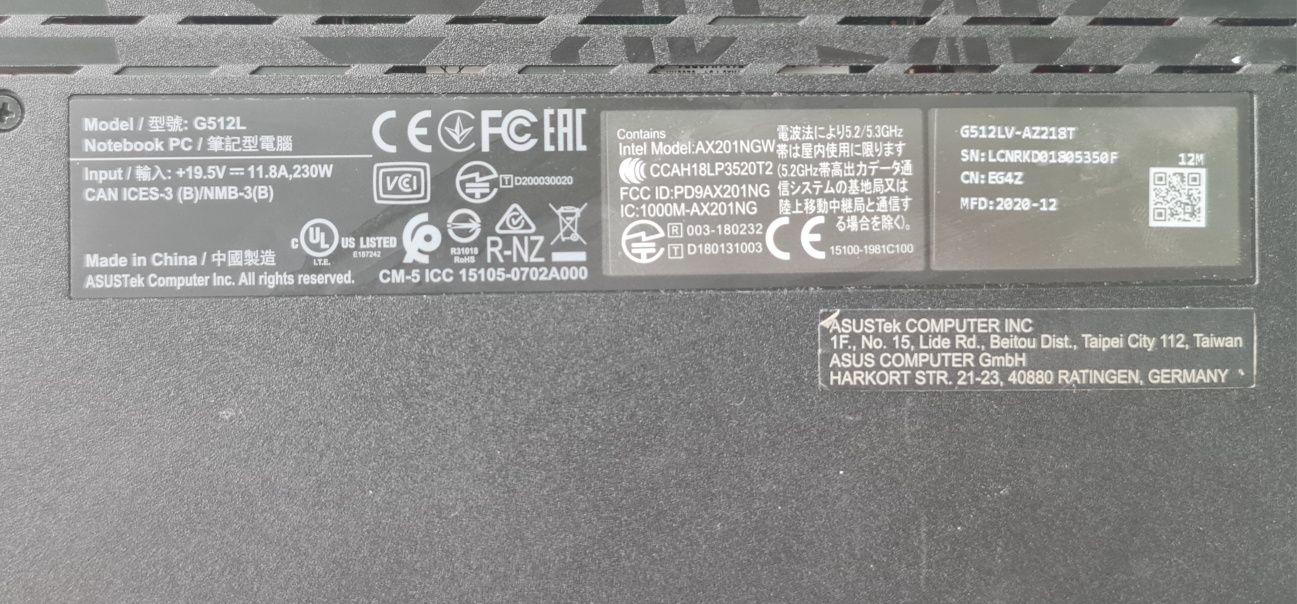 Model / 型號: G512L
Notebook PC / 筆記型電腦
Input / 輸入: +19.5V⎓11.8A,230W
CAN ICES-3 (B)/NMB-3(B)
Made in China / 中國製造
ASUSTek Computer Inc. All rights reserved.
CE FC EAC
VCI
T D200030020
C UL US LISTED
I.T.E. E187242
R31018
RoHS
R-NZ
CM-5 ICC 15105-0702A000
Contains
Intel Model:AX201NGW
CCAH18LP3520T2
FCC ID:PD9AX201NG
IC:1000M-AX201NG
R 003-180232
T D180131003
電波法により5.2/5.3GHz
帯は屋内使用に限ります
(5.2GHz帯高出力データ通
信システムの基地局又は
陸上移動中継局と通信す
る場合を除く)。
CE
15100-1981C100
G512LV-AZ218T
SN:LCNRKD01805350F
12M
CN:EG4Z
MFD:2020-12
ASUSTek COMPUTER INC
1F., No. 15, Lide Rd., Beitou Dist., Taipei City 112, Taiwan
ASUS COMPUTER GmbH
HARKORT STR. 21-23, 40880 RATINGEN, GERMANY